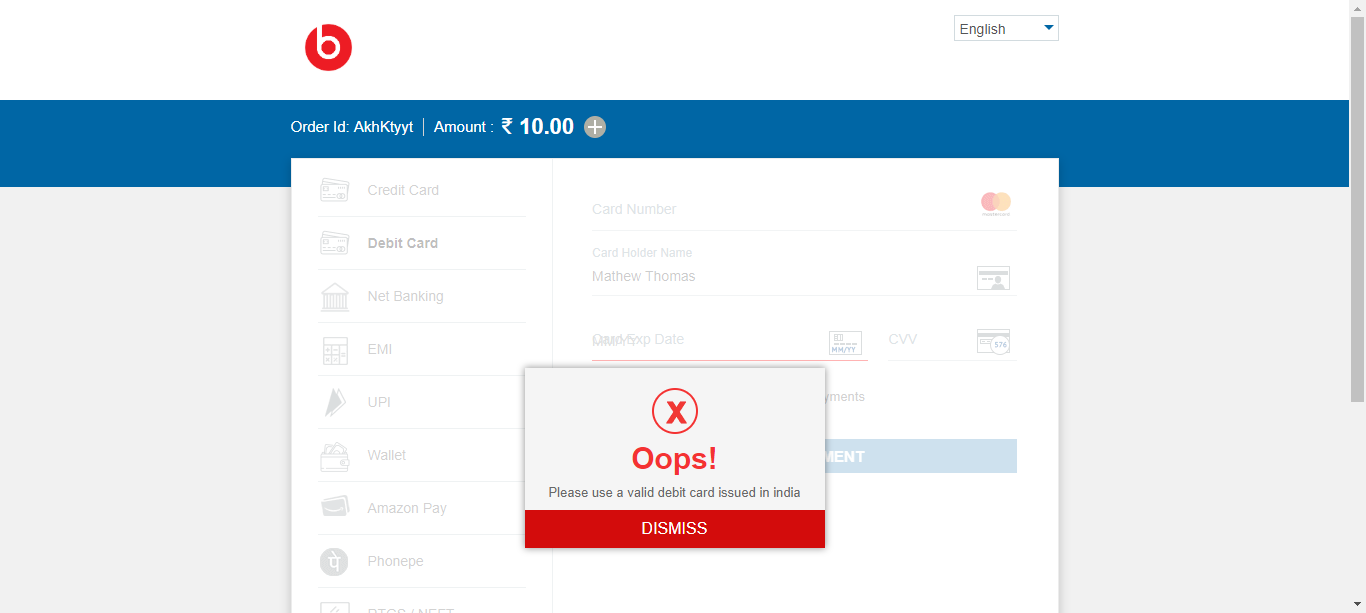 b
English
Order Id: AkhKtyyt | Amount : ₹ 10.00
Credit Card
Debit Card
Net Banking
EMI
UPI
Wallet
Amazon Pay
Phonepe
RTGS / NEFT
Card Number
mastercard
Card Holder Name
Mathew Thomas
Card Exp Date
MM/YY
MM/YY
CVV
576
yments
MENT
X
Oops!
Please use a valid debit card issued in india
DISMISS